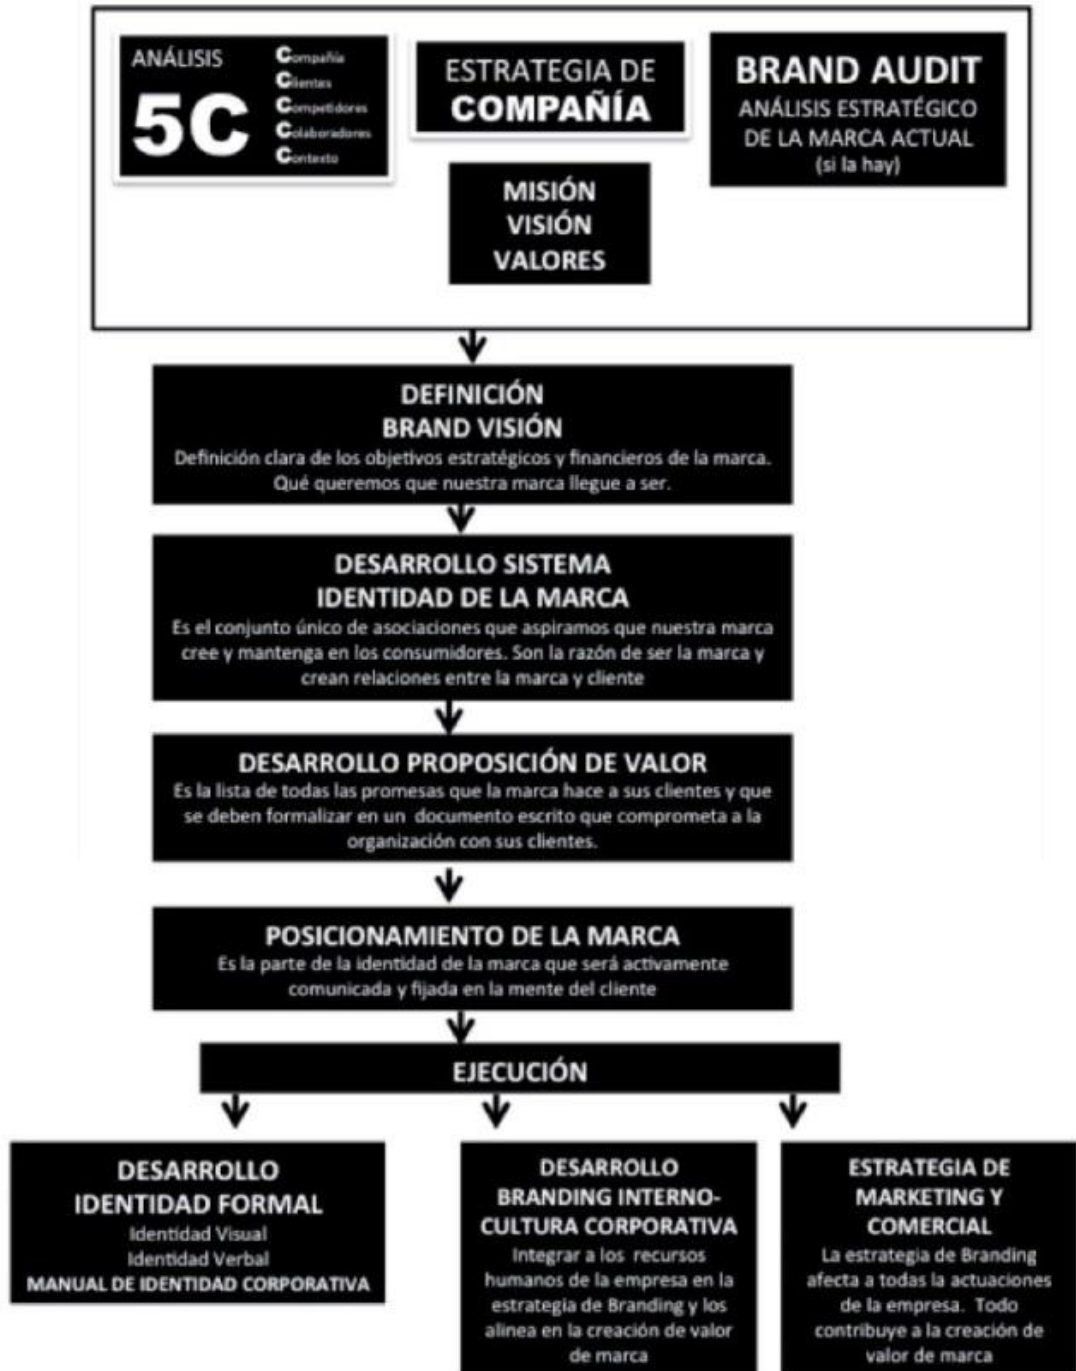 ANÁLISIS
5C
Compañía
Clientes
Competidores
Colaboradores
Contexto
ESTRATEGIA DE
COMPAÑÍA
MISIÓN
VISIÓN
VALORES
BRAND AUDIT
ANÁLISIS ESTRATÉGICO
DE LA MARCA ACTUAL
(si la hay)
DEFINICIÓN
BRAND VISIÓN
Definición clara de los objetivos estratégicos y financieros de la marca.
Qué queremos que nuestra marca llegue a ser.
DESARROLLO SISTEMA
IDENTIDAD DE LA MARCA
Es el conjunto único de asociaciones que aspiramos que nuestra marca
cree y mantenga en los consumidores. Son la razón de ser la marca y
crean relaciones entre la marca y cliente
DESARROLLO PROPOSICIÓN DE VALOR
Es la lista de todas las promesas que la marca hace a sus clientes y que
se deben formalizar en un documento escrito que comprometa a la
organización con sus clientes.
POSICIONAMIENTO DE LA MARCA
Es la parte de la identidad de la marca que será activamente
comunicada y fijada en la mente del cliente
EJECUCIÓN
DESARROLLO
IDENTIDAD FORMAL
Identidad Visual
Identidad Verbal
MANUAL DE IDENTIDAD CORPORATIVA
DESARROLLO
BRANDING INTERNO-
CULTURA CORPORATIVA
Integrar a los recursos
humanos de la empresa en la
estrategia de Branding y los
alinea en la creación de valor
de marca
ESTRATEGIA DE
MARKETING Y
COMERCIAL
La estrategia de Branding
afecta a todas la actuaciones
de la empresa. Todo
contribuye a la creación de
valor de marca